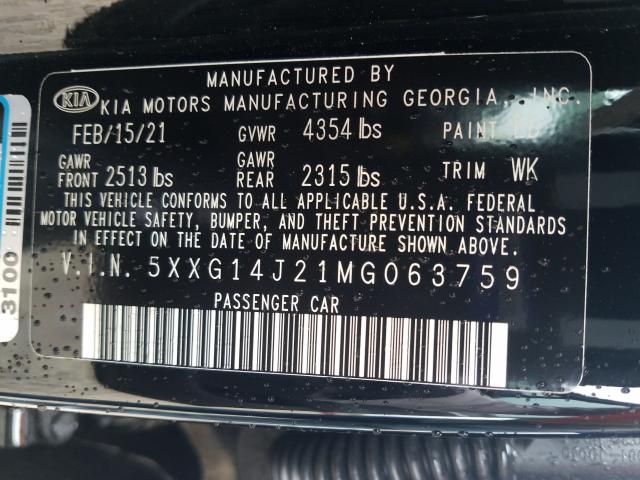 MANUFACTURED BY
KIA KIA MOTORS MANUFACTURING GEORGIA, INC.
FEB/15/21 GVWR 4354 lbs PAINT
GAWR FRONT 2513 lbs GAWR REAR 2315 lbs TRIM WK
THIS VEHICLE CONFORMS TO ALL APPLICABLE U.S.A. FEDERAL
MOTOR VEHICLE SAFETY, BUMPER, AND THEFT PREVENTION STANDARDS
IN EFFECT ON THE DATE OF MANUFACTURE SHOWN ABOVE.
V.I.N. 5XXG14J21MG063759
PASSENGER CAR
3100